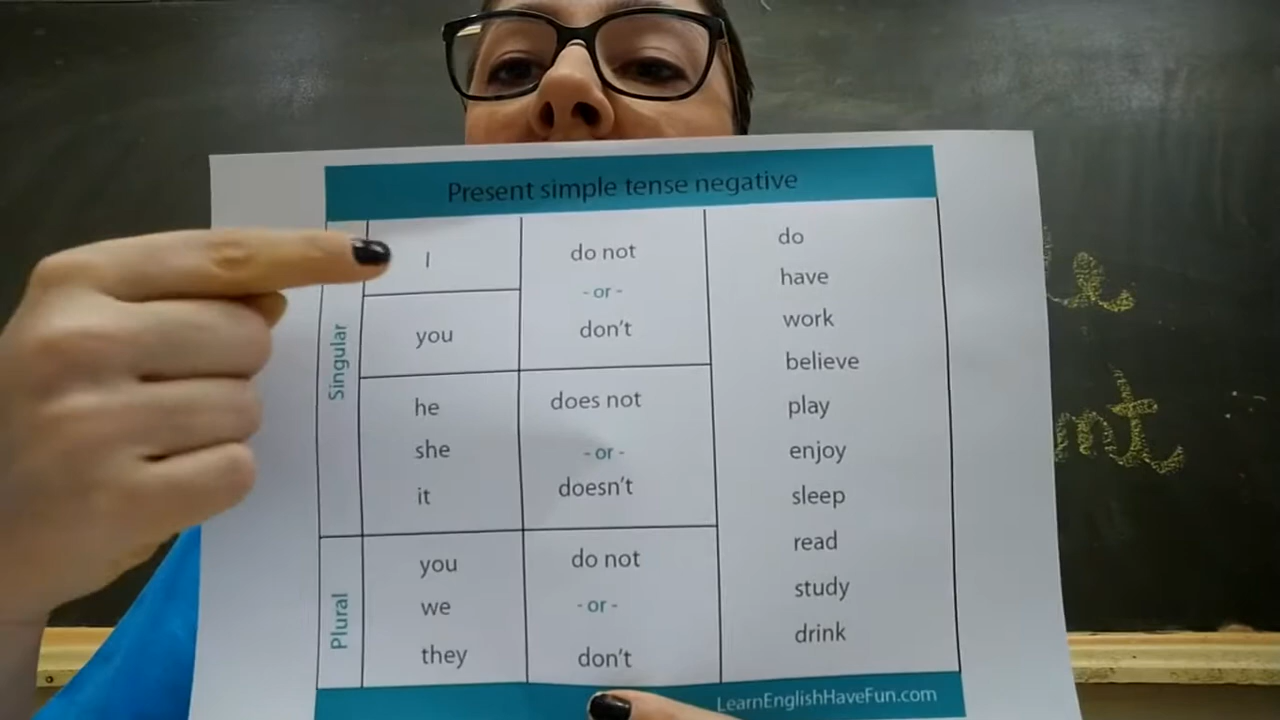 Present simple tense negative
Singular
I
you
do not
- or -
don't
he
she
it
does not
- or -
doesn't
Plural
you
we
they
do not
- or -
don't
do
have
work
believe
play
enjoy
sleep
read
study
drink
LearnEnglishHaveFun.com